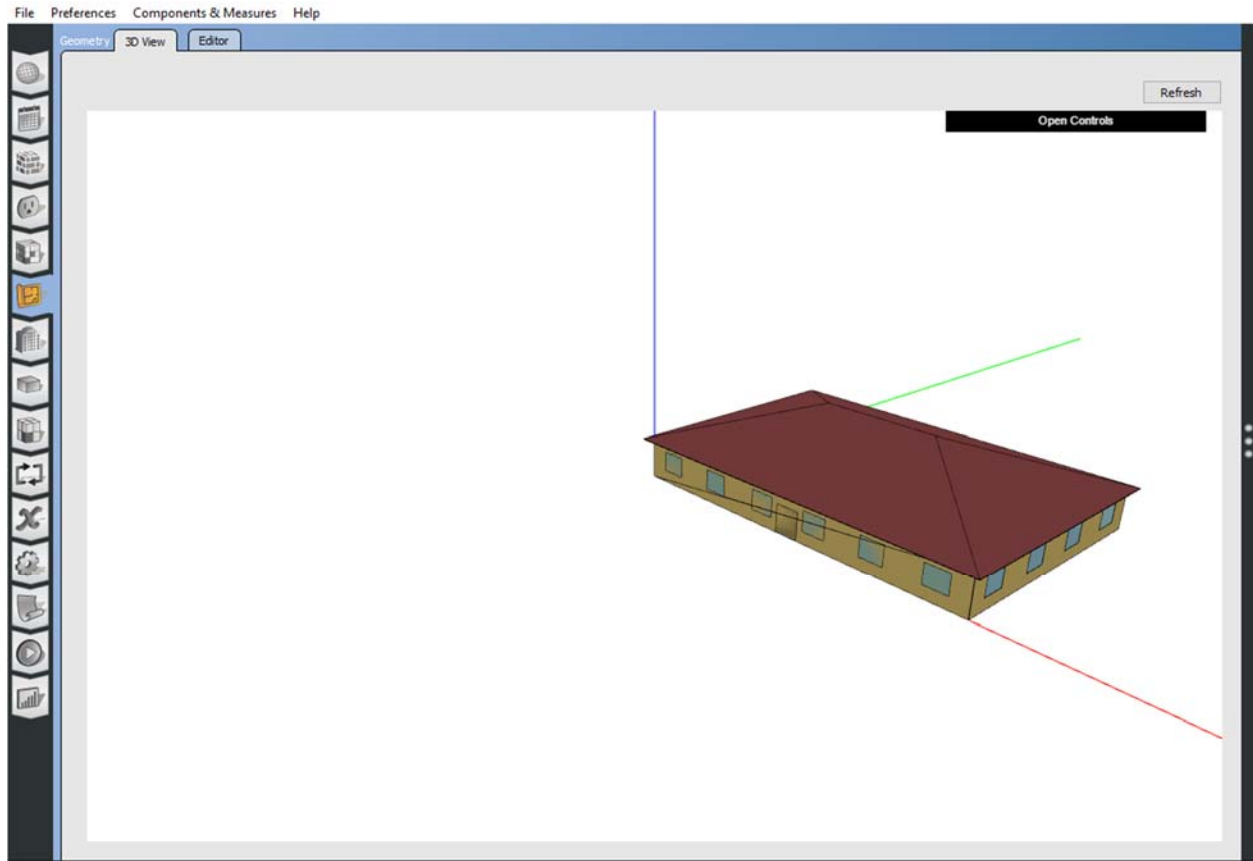 File Preferences Components & Measures Help
Geometry 3D View Editor
Refresh
Open Controls